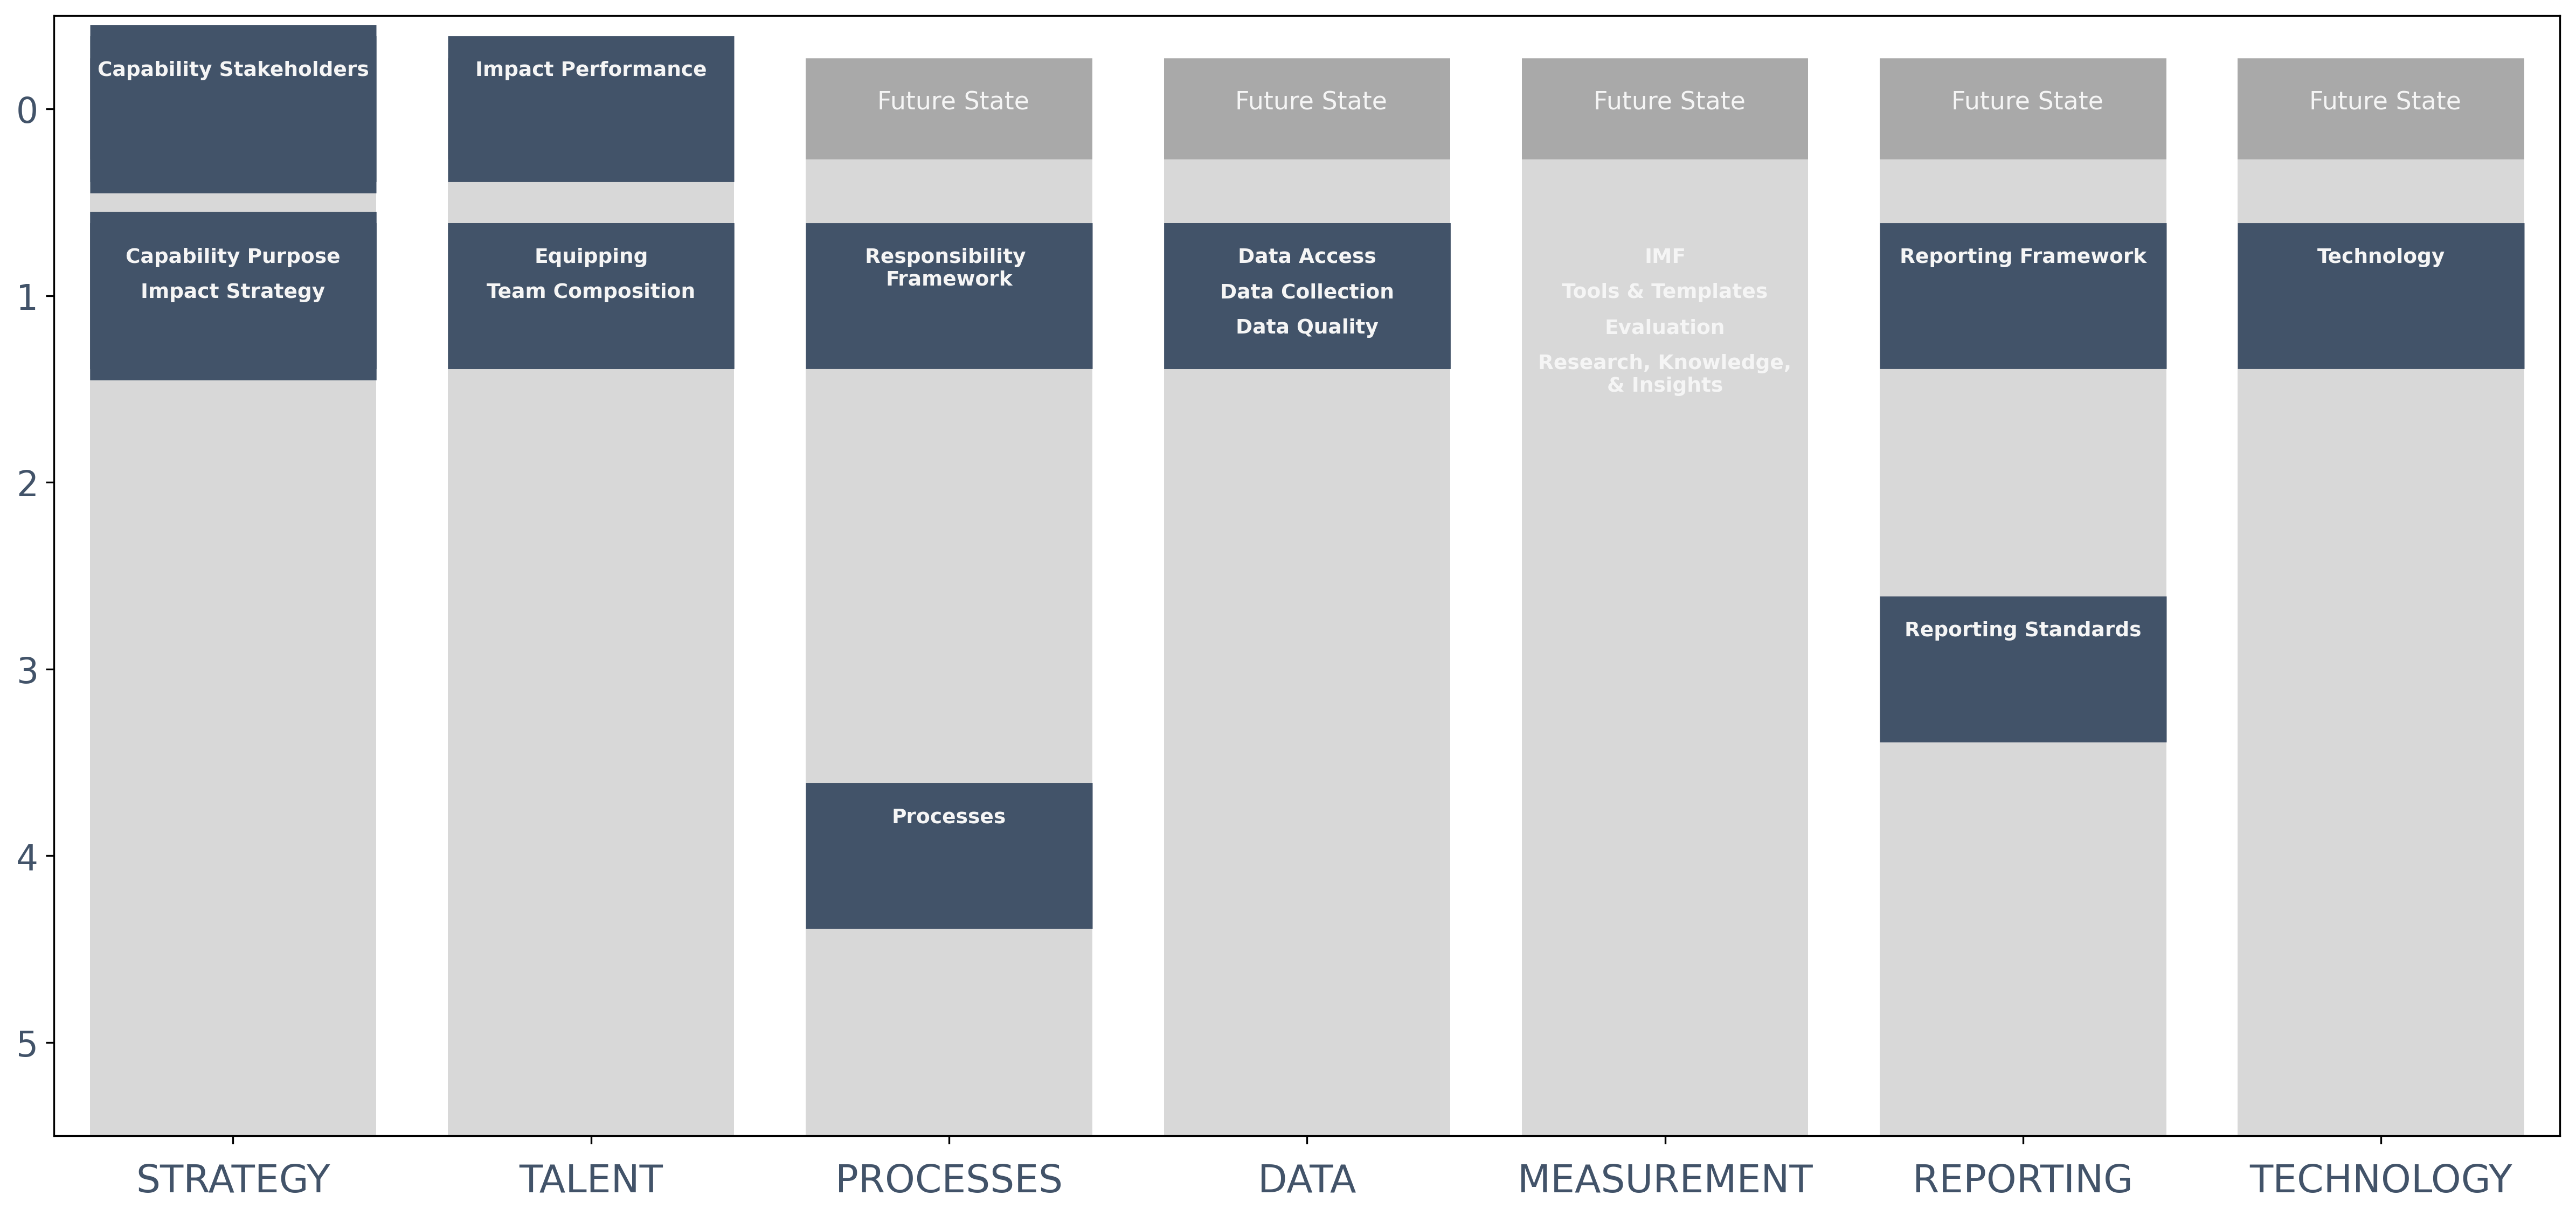 Capability Stakeholders
Impact Performance
0
Future State
Future State
Future State
Future State
Future State
Capability Purpose
Impact Strategy
Equipping
Team Composition
Responsibility
Framework
Data Access
Data Collection
Data Quality
IMF
Tools & Templates
Evaluation
Research, Knowledge,
& Insights
Reporting Framework
Technology
1
2
Reporting Standards
3
Processes
4
5
STRATEGY
TALENT
PROCESSES
DATA
MEASUREMENT
REPORTING
TECHNOLOGY